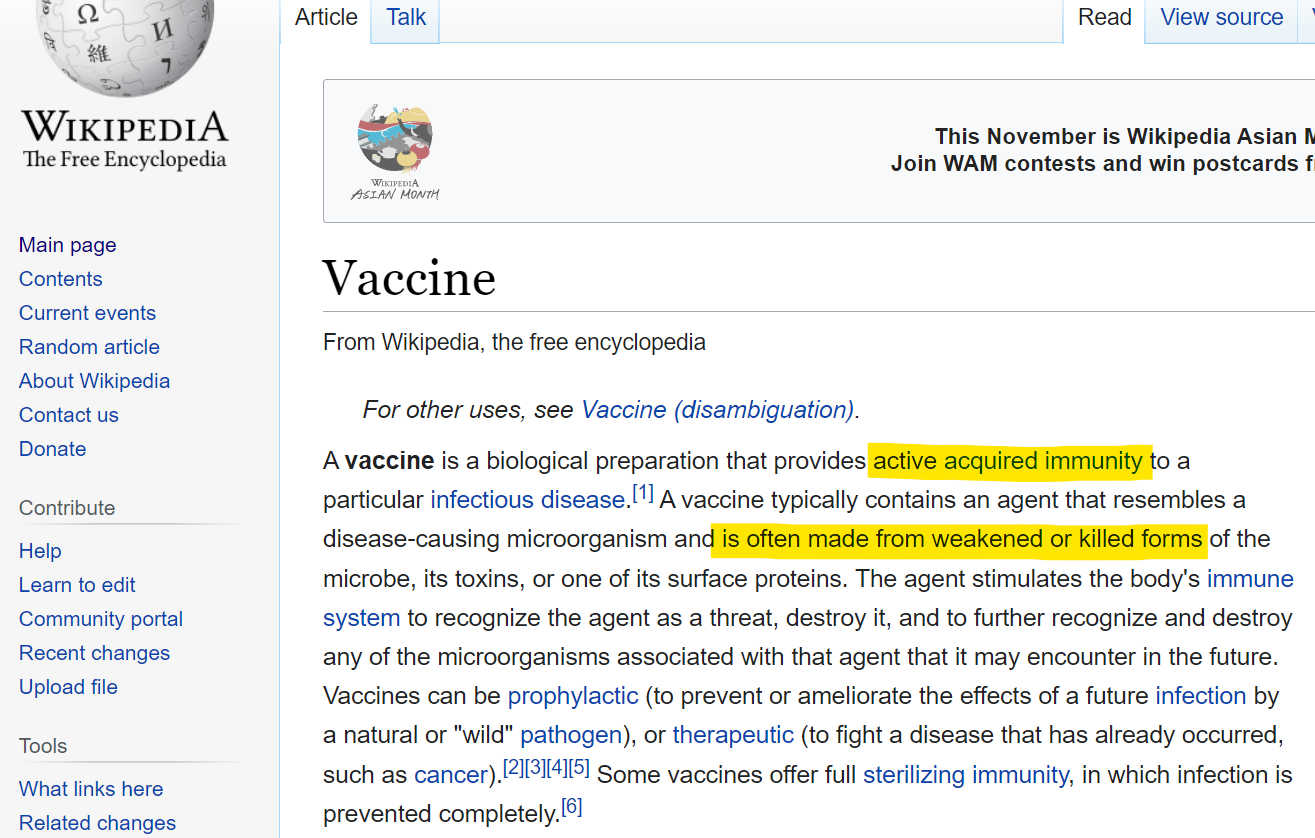 Ω
И
維
7
WIKIPEDIA
The Free Encyclopedia
Main page
Contents
Current events
Random article
About Wikipedia
Contact us
Donate
Contribute
Help
Learn to edit
Community portal
Recent changes
Upload file
Tools
What links here
Related changes
Article Talk Read View source
WIKIPEDIA
ASIAN MONTH
This November is Wikipedia Asian M
Join WAM contests and win postcards f
Vaccine
From Wikipedia, the free encyclopedia
For other uses, see Vaccine (disambiguation).
A vaccine is a biological preparation that provides active acquired immunity to a
particular infectious disease.[1] A vaccine typically contains an agent that resembles a
disease-causing microorganism and is often made from weakened or killed forms of the
microbe, its toxins, or one of its surface proteins. The agent stimulates the body's immune
system to recognize the agent as a threat, destroy it, and to further recognize and destroy
any of the microorganisms associated with that agent that it may encounter in the future.
Vaccines can be prophylactic (to prevent or ameliorate the effects of a future infection by
a natural or "wild" pathogen), or therapeutic (to fight a disease that has already occurred,
such as cancer).[2][3][4][5] Some vaccines offer full sterilizing immunity, in which infection is
prevented completely.[6]